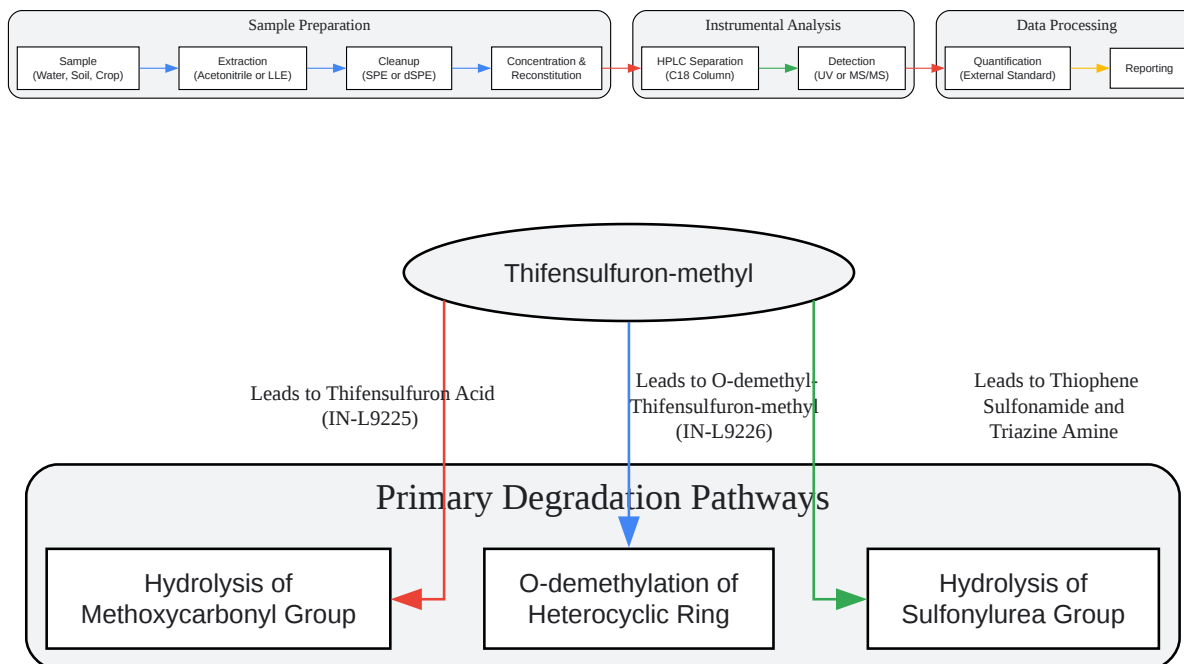 Sample Preparation
Instrumental Analysis
Data Processing
Sample
(Water, Soil, Crop)
Extraction
(Acetonitrile or LLE)
Cleanup
(SPE or dSPE)
Concentration &
Reconstitution
HPLC Separation
(C18 Column)
Detection
(UV or MS/MS)
Quantification
(External Standard)
Reporting
Thifensulfuron-methyl
Leads to Thifensulfuron Acid
(IN-L9225)
Leads to O-demethyl-
Thifensulfuron-methyl
(IN-L9226)
Leads to Thiophene
Sulfonamide and
Triazine Amine
Primary Degradation Pathways
Hydrolysis of
Methoxycarbonyl Group
O-demethylation of
Heterocyclic Ring
Hydrolysis of
Sulfonylurea Group